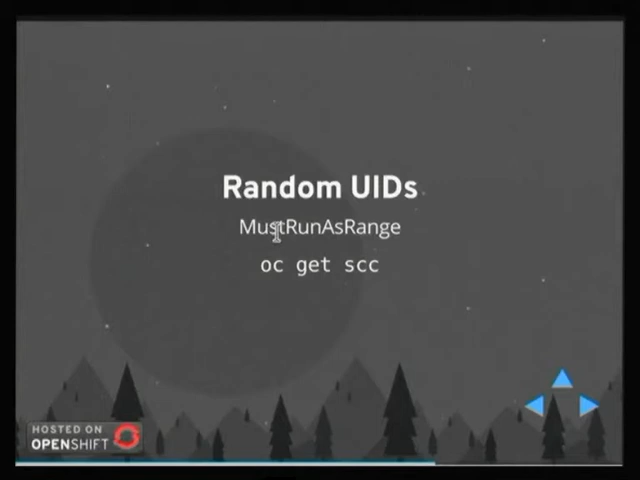 Random UIDs
MustRunAsRange
oc get scc
HOSTED ON
OPENSHIFT